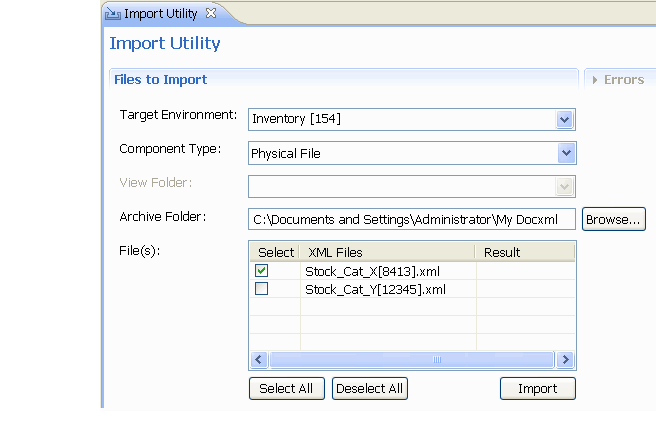 Import Utility
Import Utility
Files to Import
Errors
Target Environment: Inventory [154]
Component Type: Physical File
View Folder:
Archive Folder: C:\Documents and Settings\Administrator\My Docxml Browse...
File(s): Select XML Files Result
Stock_Cat_X[8413].xml
Stock_Cat_Y[12345].xml
Select All Deselect All Import